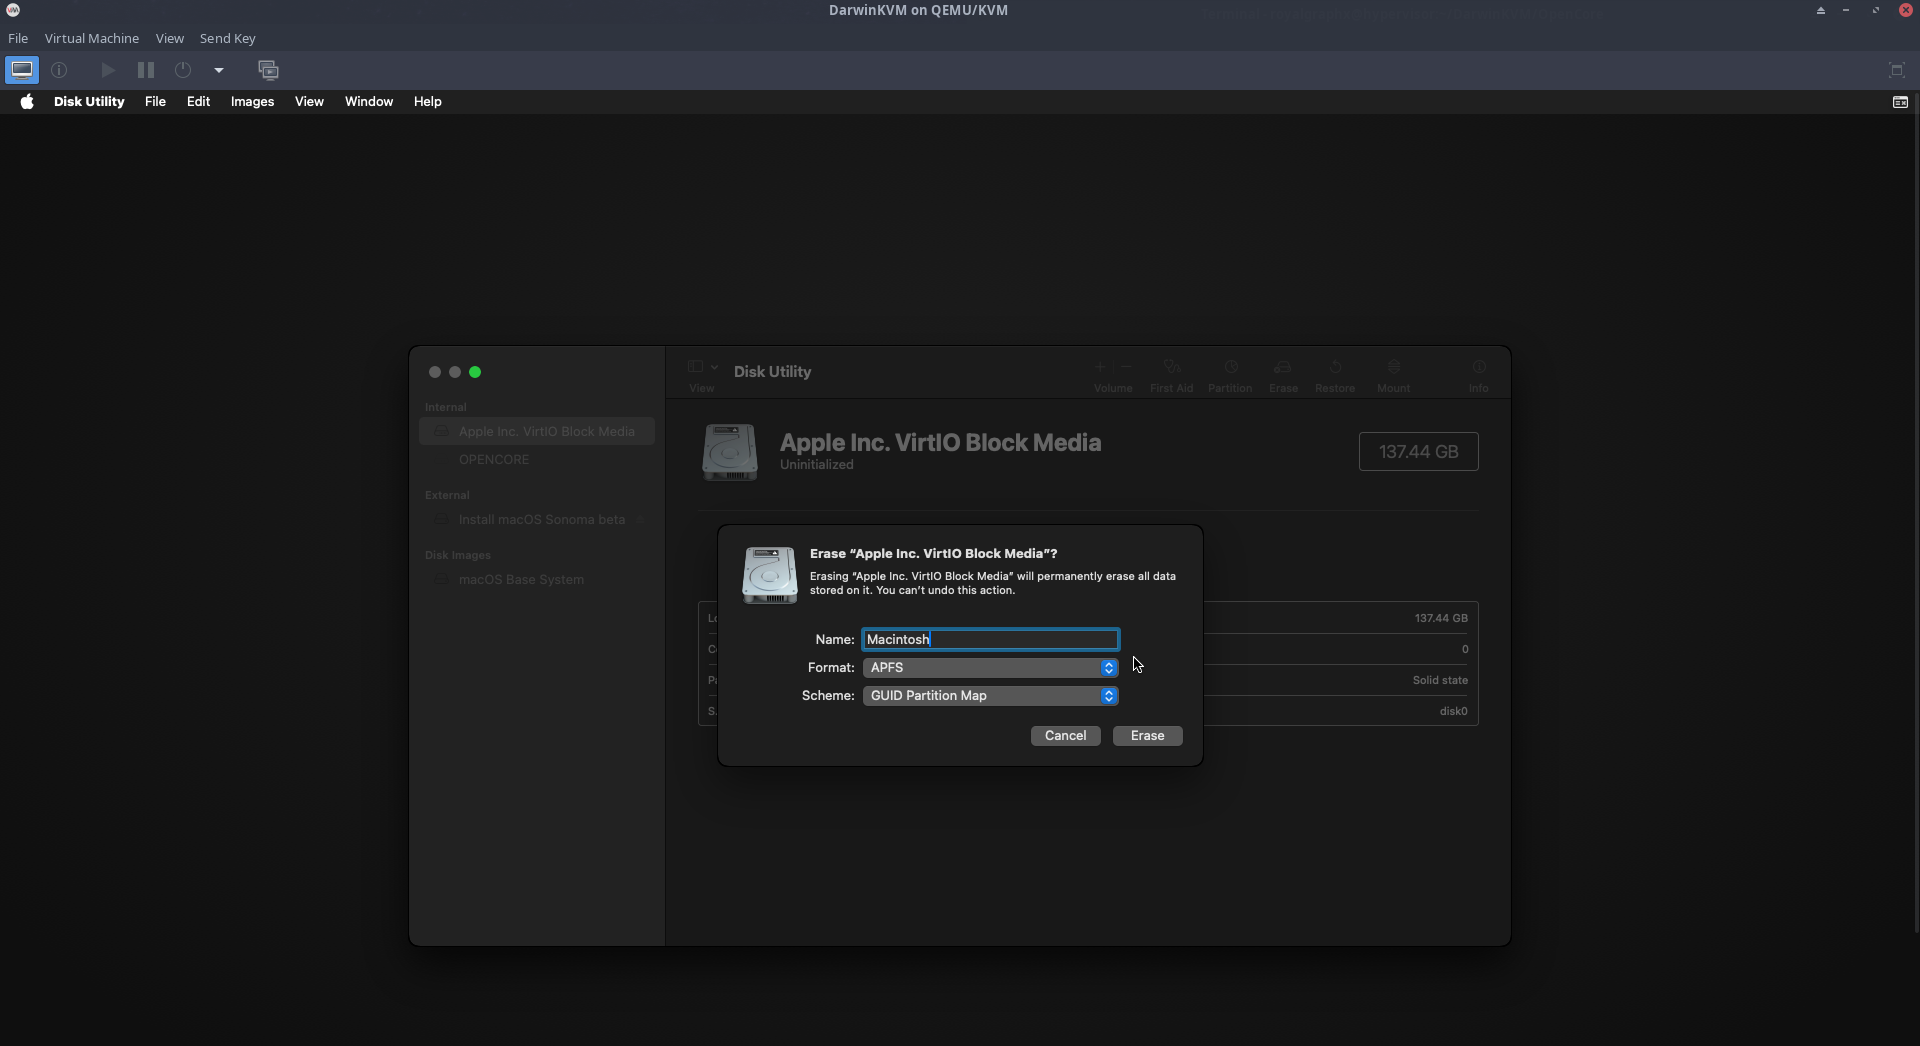 DarwinKVM on QEMU/KVM
File Virtual Machine View Send Key
Disk Utility File Edit Images View Window Help
Disk Utility
View Volume First Aid Partition Erase Restore Mount Info
Internal
Apple Inc. VirtIO Block Media
OPENCORE
External
Install macOS Sonoma beta
Disk Images
macOS Base System
Apple Inc. VirtIO Block Media
Uninitialized
137.44 GB
Erase “Apple Inc. VirtIO Block Media”?
Erasing “Apple Inc. VirtIO Block Media” will permanently erase all data
stored on it. You can’t undo this action.
Name: Macintosh
Format: APFS
Scheme: GUID Partition Map
Cancel Erase
137.44 GB
0
Solid state
disk0